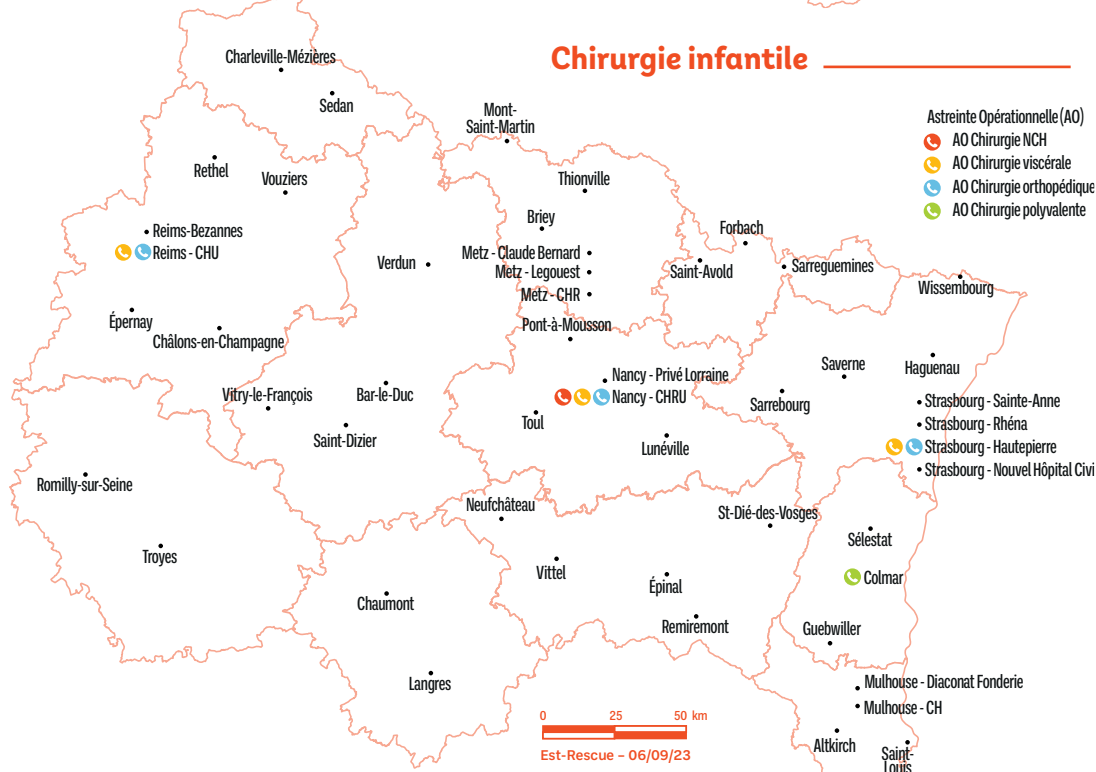 Chirurgie infantile
Astreinte Opérationnelle (AO)
AO Chirurgie NCH
AO Chirurgie viscérale
AO Chirurgie orthopédique
AO Chirurgie polyvalente
Charleville-Mézières
Sedan
Mont-
Saint-Martin
Rethel
Vouziers
Thionville
Briey
Reims-Bezannes
Reims - CHU
Verdun
Metz - Claude Bernard
Metz - Legouest
Metz - CHR
Forbach
Saint-Avold
Sarreguemines
Wissembourg
Épernay
Châlons-en-Champagne
Pont-à-Mousson
Vitry-le-François
Bar-le-Duc
Saint-Dizier
Nancy - Privé Lorraine
Nancy - CHRU
Toul
Lunéville
Saverne
Haguenau
Sarrebourg
Strasbourg - Sainte-Anne
Strasbourg - Rhéna
Strasbourg - Hautepierre
Strasbourg - Nouvel Hôpital Civi
Romilly-sur-Seine
Troyes
Neufchâteau
St-Dié-des-Vosges
Sélestat
Vittel
Épinal
Colmar
Chaumont
Remiremont
Guebwiller
Langres
Mulhouse - Diaconat Fonderie
Mulhouse - CH
Altkirch
Saint-
Louis
0 25 50 km
Est-Rescue – 06/09/23